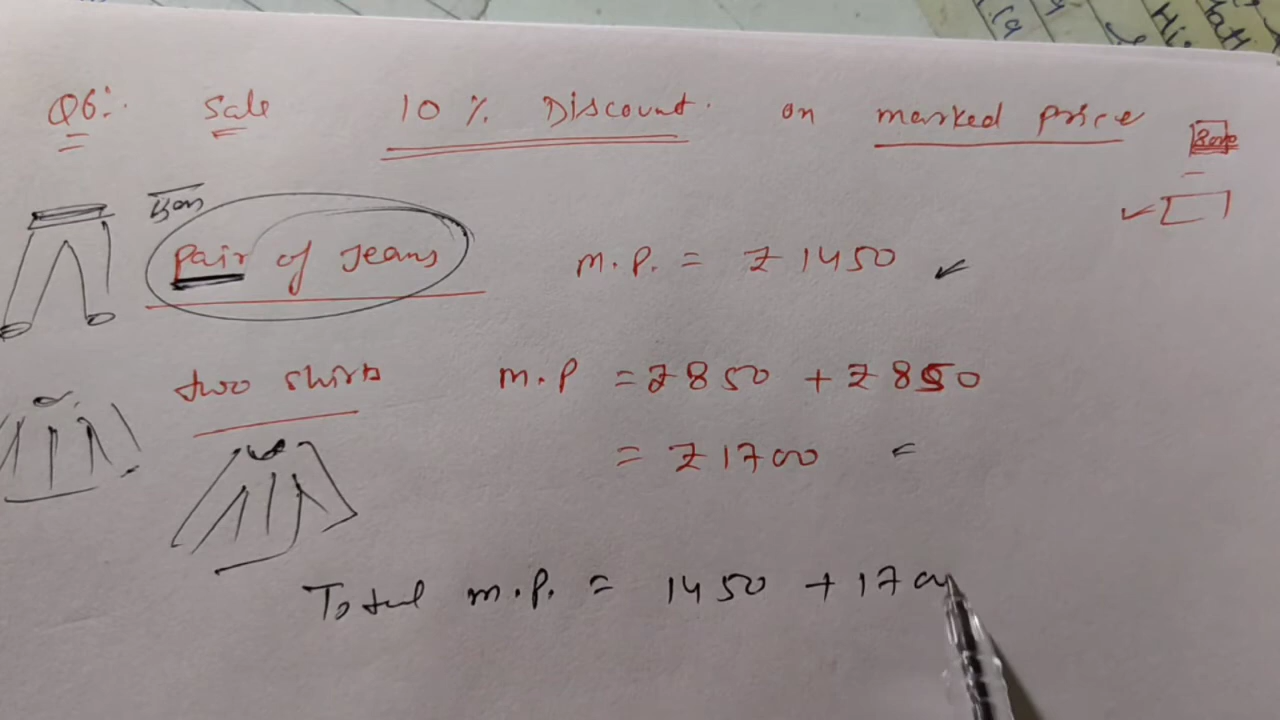 Q6:. Sale 10 % Discount. on marked price
Pair of Jeans M.P. = ₹ 1450 ✓
two shirts M.P = ₹ 850 + ₹ 850
= ₹ 1700
Total M.P. = 1450 + 1700